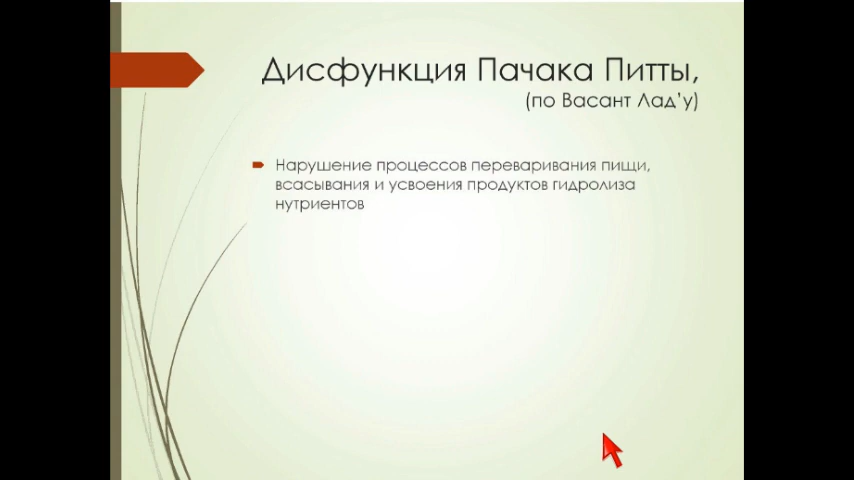 Дисфункция Пачака Питты,
(по Васант Лад’у)
Нарушение процессов переваривания пищи,
всасывания и усвоения продуктов гидролиза
нутриентов